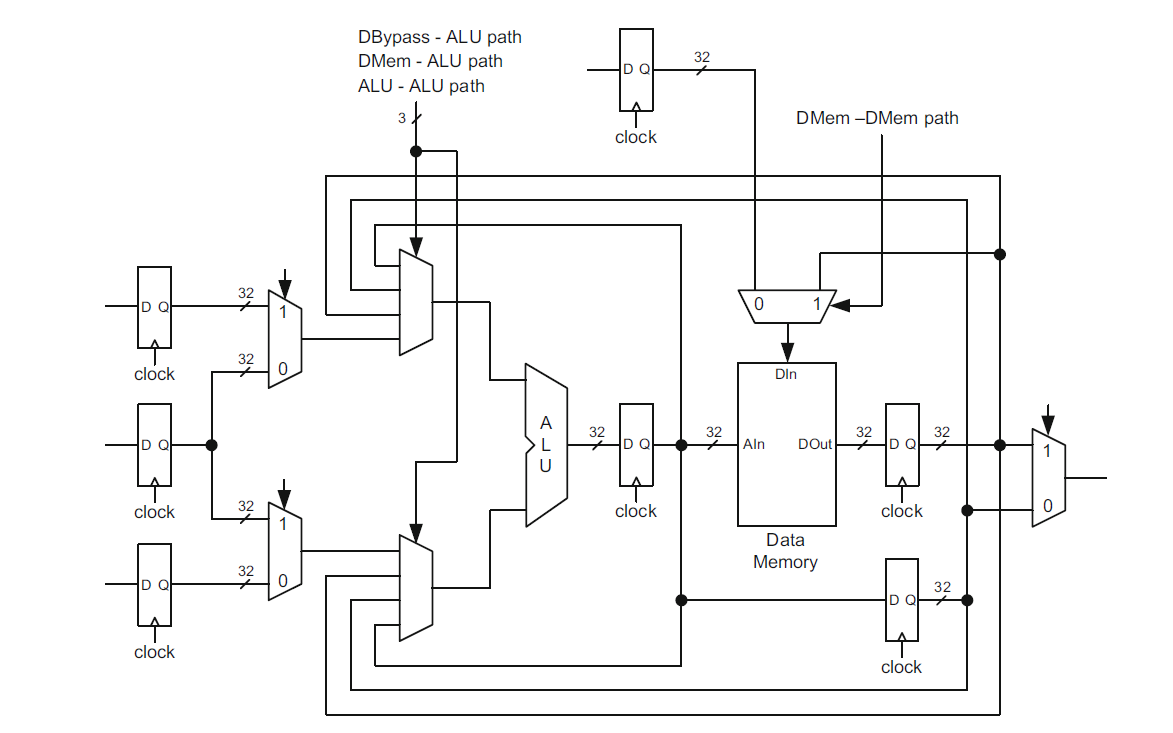 DBypass - ALU path
DMem - ALU path
ALU - ALU path
3
D Q
32
clock
DMem –DMem path
D Q
32
1
32
0
clock
0
1
DIn
D Q
clock
32
1
32
0
A
L
U
32
D Q
clock
32
AIn
DOut
Data
Memory
32
D Q
32
clock
1
0
D Q
clock
D Q
32
clock